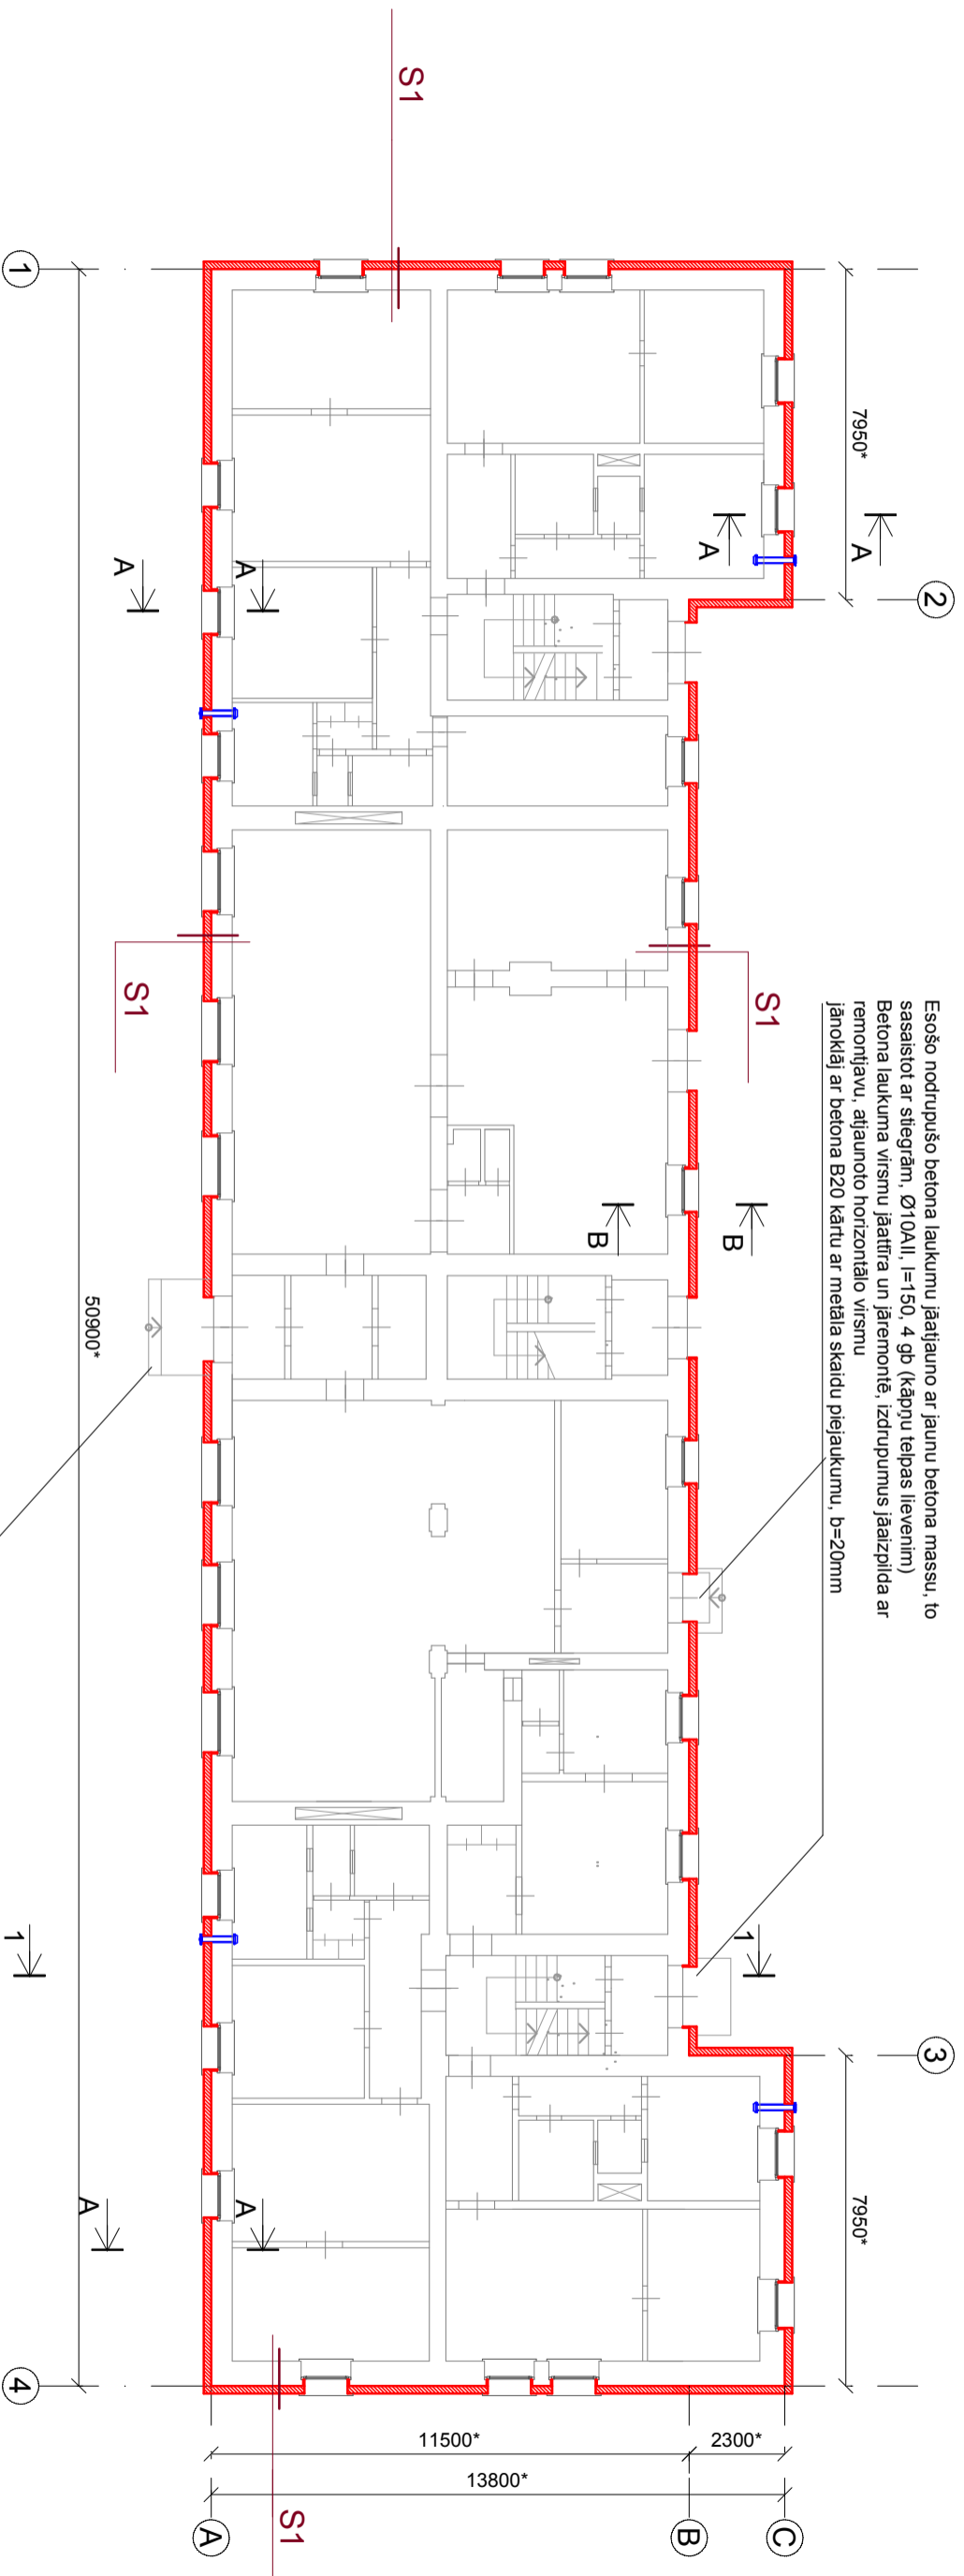 Esošo nodrupušo betona laukumu jāatjauno ar jaunu betona massu, to
sasaistot ar stiegrām, Ø10AII, l=150, 4 gb (kāpņu telpas lievenim)
Betona laukuma virsmu jāattīra un jāremontē, izdrupumus jāaizpilda ar
remontjavu, atjaunoto horizontālo virsmu
jānoklāj ar betona B20 kārtu ar metāla skaidu piejaukumu, b=20mm
2
3
7950*
7950*
A
A
S1
B
B
1
C
B
A
2300*
11500*
13800*
S1
A
A
S1
A
A
1
S1
50900*
1
4